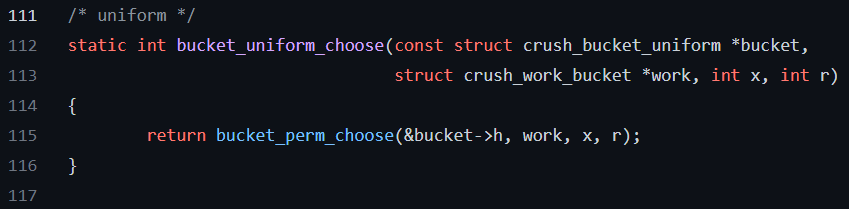 111 /* uniform */
112 static int bucket_uniform_choose(const struct crush_bucket_uniform *bucket,
113 struct crush_work_bucket *work, int x, int r)
114 {
115 return bucket_perm_choose(&bucket->h, work, x, r);
116 }
117